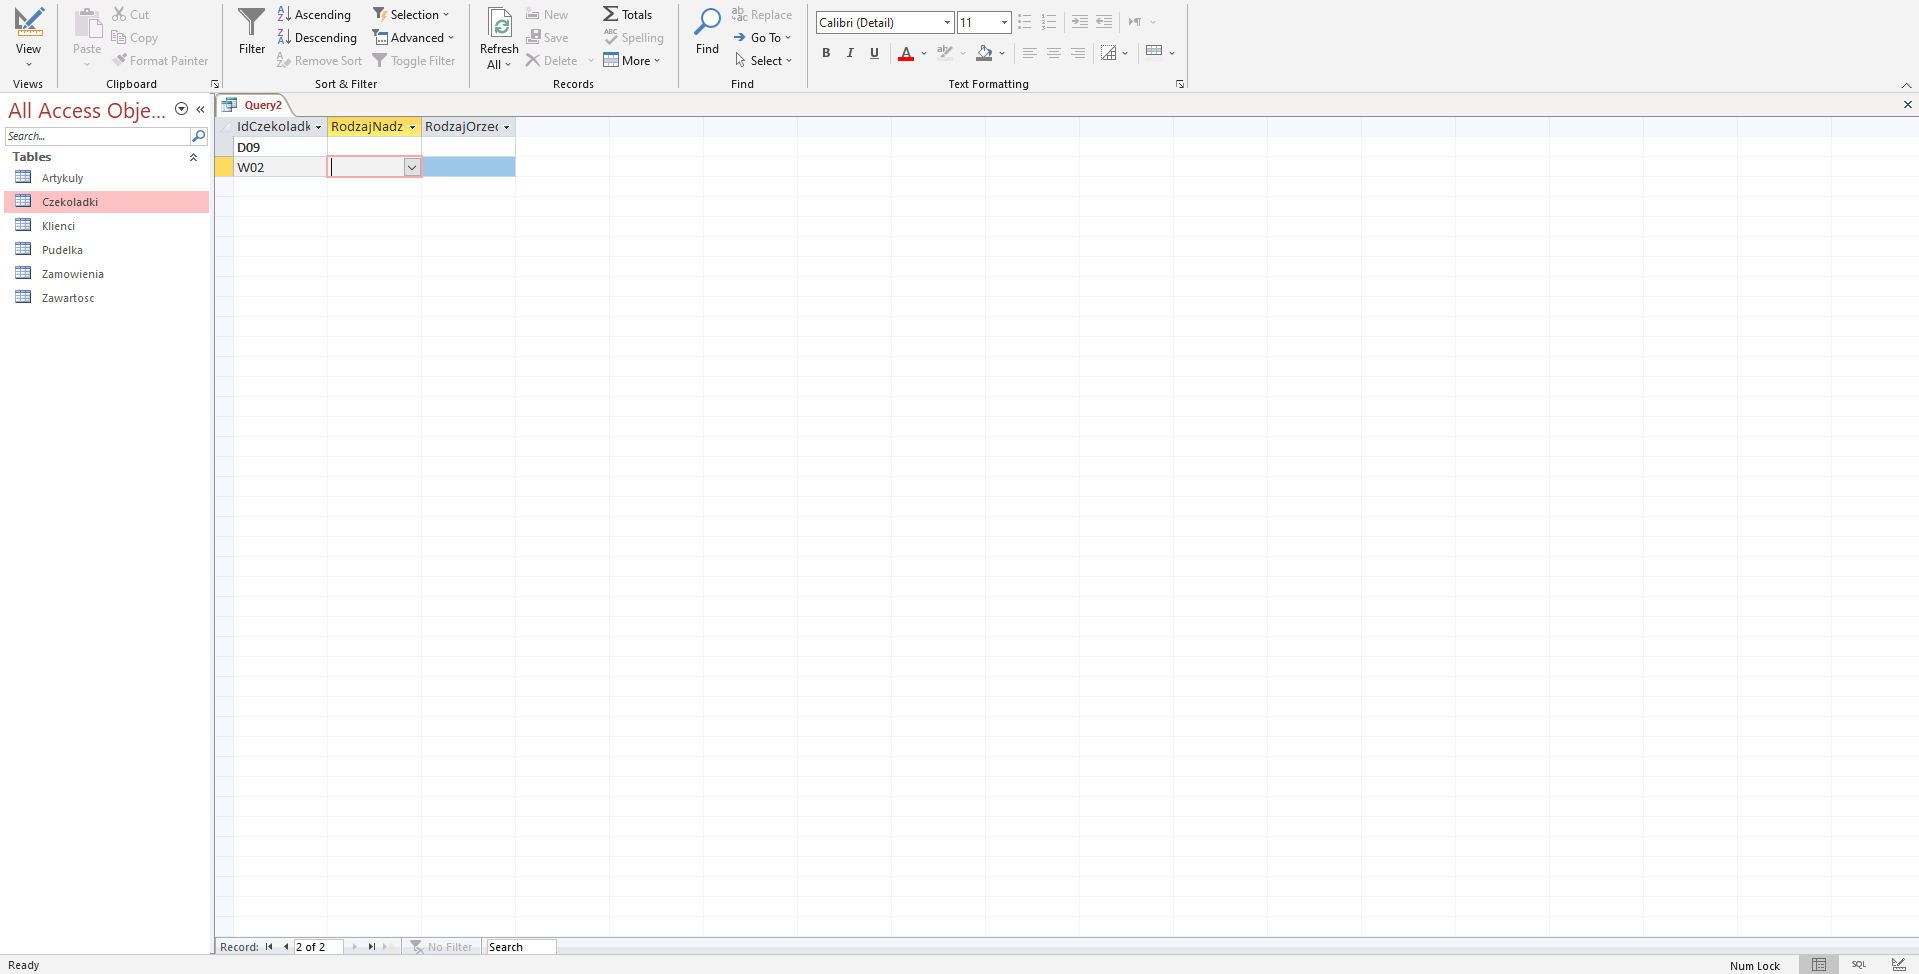 View
Views
Paste
Cut
Copy
Format Painter
Clipboard
Filter
Ascending
Descending
Remove Sort
Selection
Advanced
Toggle Filter
Sort & Filter
Refresh
All
New
Save
Delete
Totals
Spelling
More
Records
Find
Replace
Go To
Select
Find
Calibri (Detail)
11
B I U
Text Formatting
All Access Obje...
Search...
Tables
Artykuly
Czekoladki
Klienci
Pudelka
Zamowienia
Zawartosc
Query2
IdCzekoladk RodzajNadz RodzajOrzec
D09
W02
Record: 2 of 2 No Filter Search
Ready
Num Lock SQL